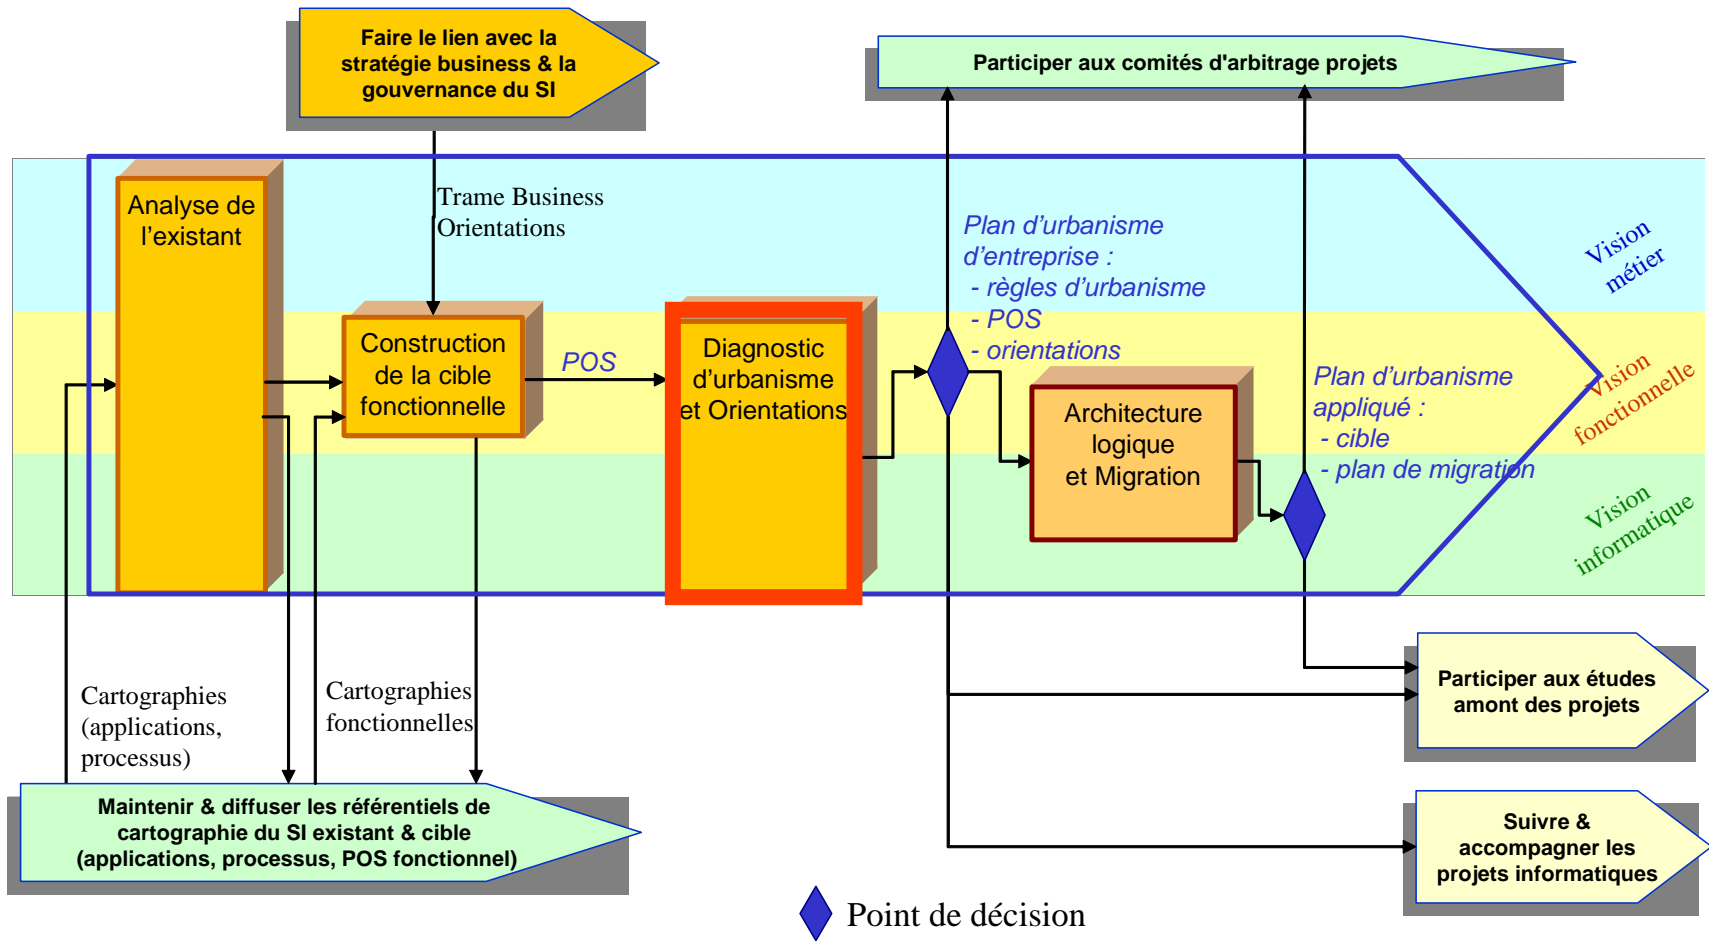 Faire le lien avec la
stratégie business & la
gouvernance du SI
Participer aux comités d'arbitrage projets
Analyse de
l’existant
Trame Business
Orientations
Plan d’urbanisme
d’entreprise :
- règles d’urbanisme
- POS
- orientations
Vision
métier
Construction
de la cible
fonctionnelle
POS
Diagnostic
d’urbanisme
et Orientations
Architecture
logique
et Migration
Plan d’urbanisme
appliqué :
- cible
- plan de migration
Vision
fonctionnelle
Vision
informatique
Cartographies
(applications,
processus)
Cartographies
fonctionnelles
Participer aux études
amont des projets
Maintenir & diffuser les référentiels de
cartographie du SI existant & cible
(applications, processus, POS fonctionnel)
Suivre &
accompagner les
projets informatiques
Point de décision